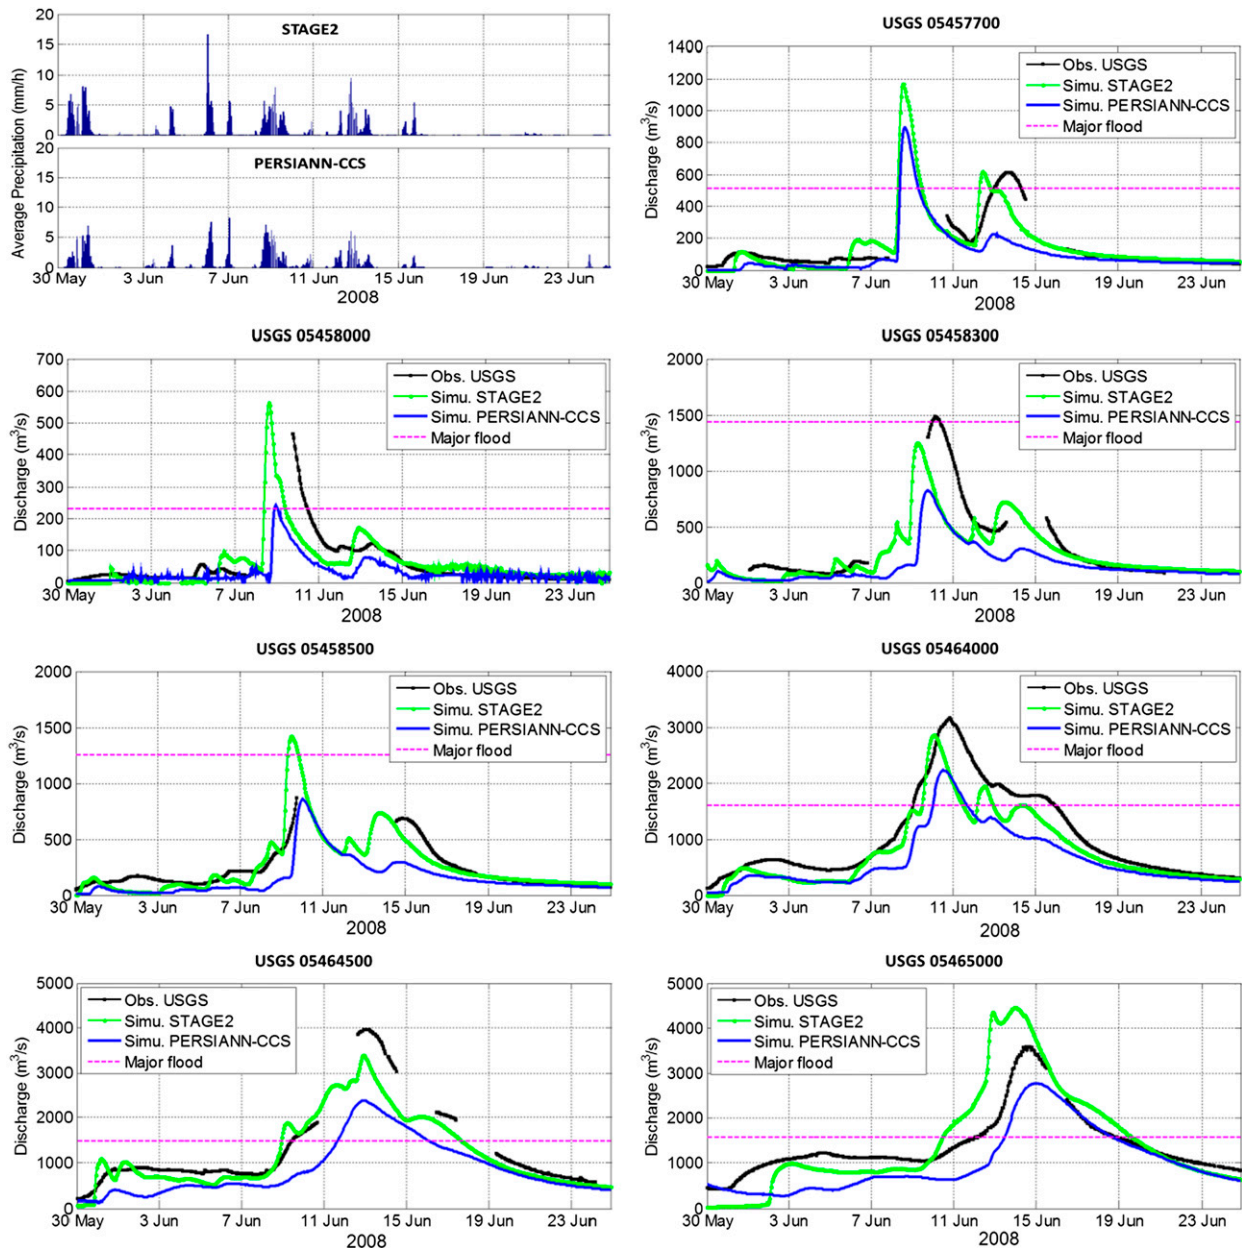 STAGE2
20
15
10
5
0
30 May
3 Jun
7 Jun
11 Jun
15 Jun
19 Jun
23 Jun
Average Precipitation (mm/h)
PERSIANN-CCS
20
15
10
5
0
30 May
3 Jun
7 Jun
11 Jun
15 Jun
19 Jun
23 Jun
2008
USGS 05457700
Obs. USGS
Simu. STAGE2
Simu. PERSIANN-CCS
Major flood
Discharge (m³/s)
1400
1200
1000
800
600
400
200
0
30 May
3 Jun
7 Jun
11 Jun
15 Jun
19 Jun
23 Jun
2008
USGS 05458000
Obs. USGS
Simu. STAGE2
Simu. PERSIANN-CCS
Major flood
Discharge (m³/s)
700
600
500
400
300
200
100
0
30 May
3 Jun
7 Jun
11 Jun
15 Jun
19 Jun
23 Jun
2008
USGS 05458300
Obs. USGS
Simu. STAGE2
Simu. PERSIANN-CCS
Major flood
Discharge (m³/s)
2000
1500
1000
500
0
30 May
3 Jun
7 Jun
11 Jun
15 Jun
19 Jun
23 Jun
2008
USGS 05458500
Obs. USGS
Simu. STAGE2
Simu. PERSIANN-CCS
Major flood
Discharge (m³/s)
2000
1500
1000
500
0
30 May
3 Jun
7 Jun
11 Jun
15 Jun
19 Jun
23 Jun
2008
USGS 05464000
Obs. USGS
Simu. STAGE2
Simu. PERSIANN-CCS
Major flood
Discharge (m³/s)
4000
3000
2000
1000
0
30 May
3 Jun
7 Jun
11 Jun
15 Jun
19 Jun
23 Jun
2008
USGS 05464500
Obs. USGS
Simu. STAGE2
Simu. PERSIANN-CCS
Major flood
Discharge (m³/s)
5000
4000
3000
2000
1000
0
30 May
3 Jun
7 Jun
11 Jun
15 Jun
19 Jun
23 Jun
2008
USGS 05465000
Obs. USGS
Simu. STAGE2
Simu. PERSIANN-CCS
Major flood
Discharge (m³/s)
5000
4000
3000
2000
1000
0
30 May
3 Jun
7 Jun
11 Jun
15 Jun
19 Jun
23 Jun
2008